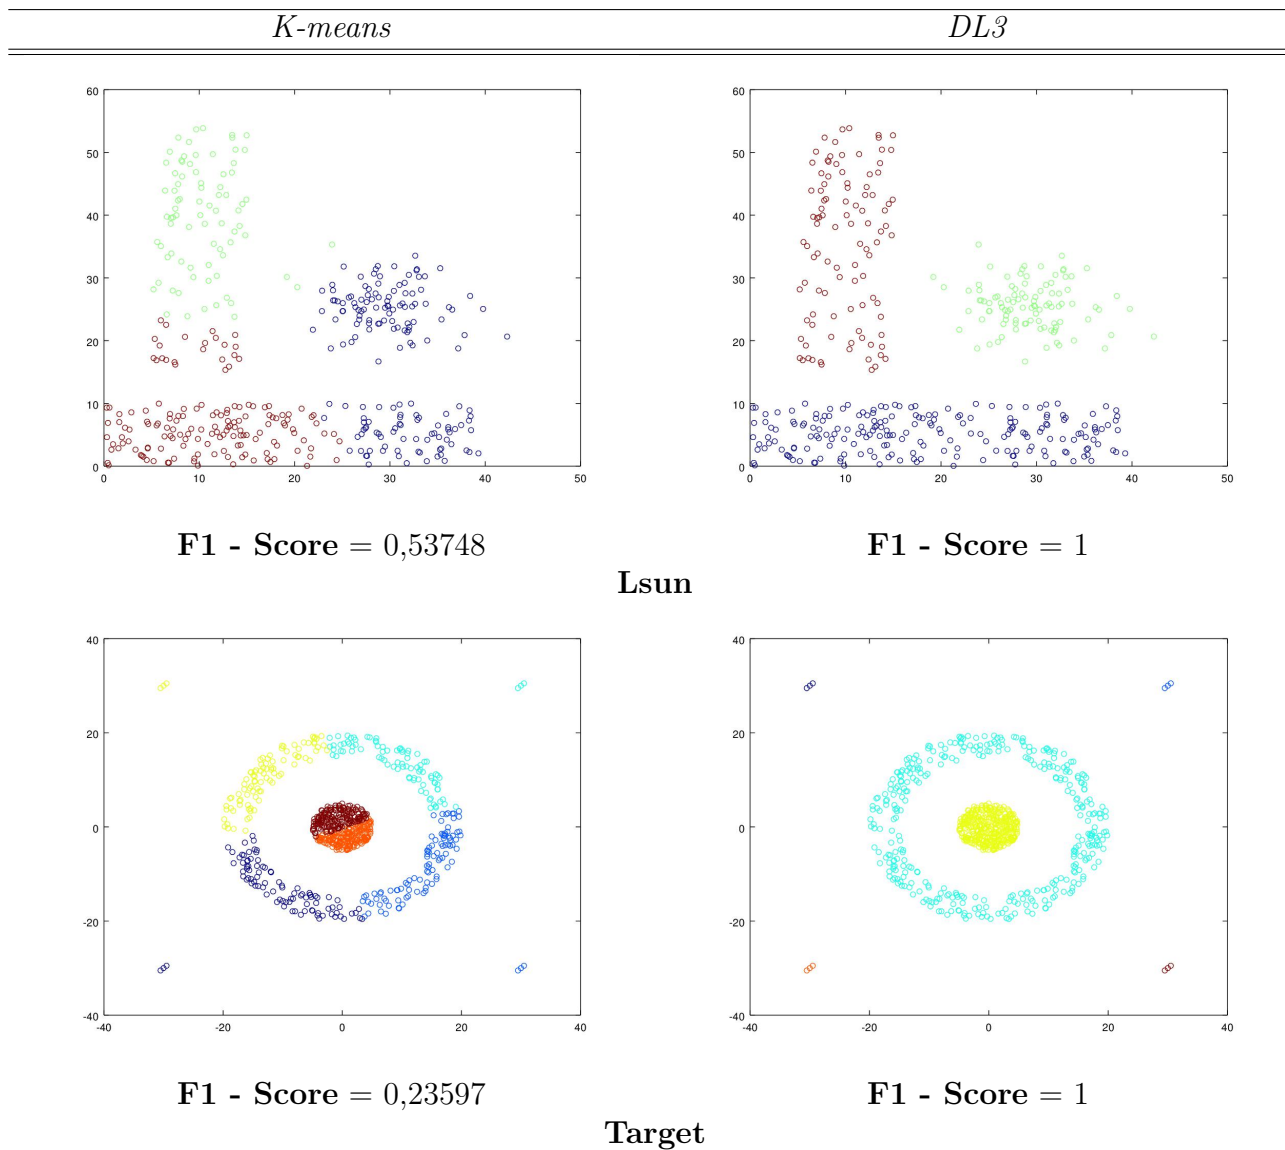 K-means DL3
60 60
50 50
40 40
30 30
20 20
10 10
0 0
0 10 20 30 40 50 0 10 20 30 40 50
F1 - Score = 0,53748 F1 - Score = 1
Lsun
40 40
20 20
0 0
-20 -20
-40 -40
-40 -20 0 20 40 -40 -20 0 20 40
F1 - Score = 0,23597 F1 - Score = 1
Target